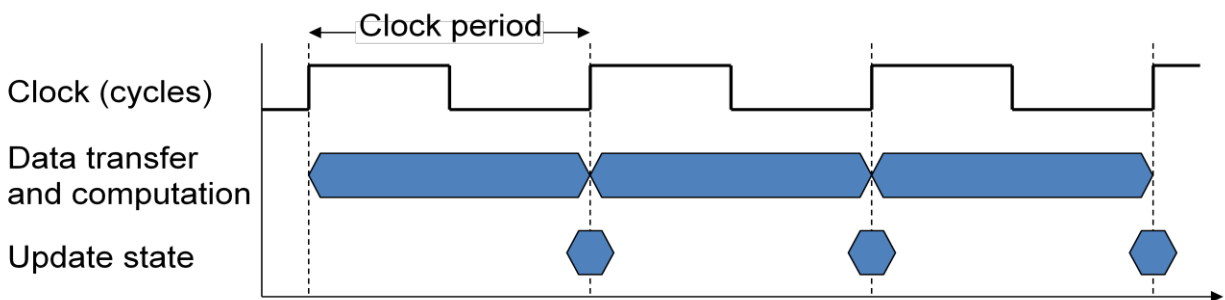 Clock period
Clock (cycles)
Data transfer
and computation
Update state